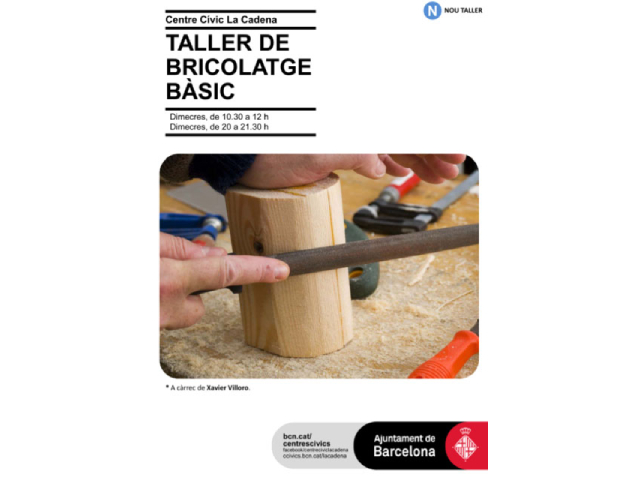 Centre Cívic La Cadena
N NOU TALLER
TALLER DE
BRICOLATGE
BÀSIC
Dimecres, de 10.30 a 12 h
Dimecres, de 20 a 21.30 h
* A càrrec de Xavier Villoro.
bcn.cat/
centrescivics
facebook/centreciviclacadena
ccivics.bcn.cat/lacadena
Ajuntament de
Barcelona